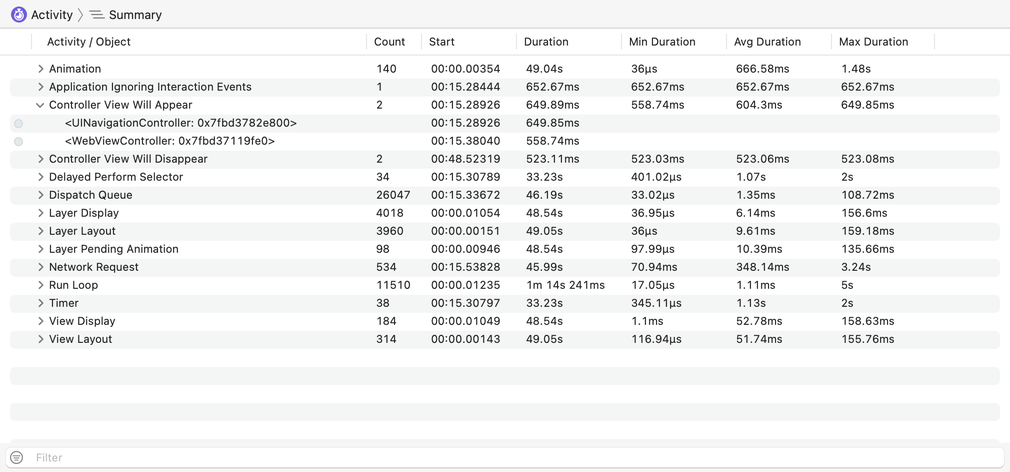 Activity Summary
Activity / Object Count Start Duration Min Duration Avg Duration Max Duration
Animation 140 00:00.00354 49.04s 36µs 666.58ms 1.48s
Application Ignoring Interaction Events 1 00:15.28444 652.67ms 652.67ms 652.67ms 652.67ms
Controller View Will Appear 2 00:15.28926 649.89ms 558.74ms 604.3ms 649.85ms
<UINavigationController: 0x7fbd3782e800> 00:15.28926 649.85ms
<WebViewController: 0x7fbd37119fe0> 00:15.38040 558.74ms
Controller View Will Disappear 2 00:48.52319 523.11ms 523.03ms 523.06ms 523.08ms
Delayed Perform Selector 34 00:15.30789 33.23s 401.02µs 1.07s 2s
Dispatch Queue 26047 00:15.33672 46.19s 33.02µs 1.35ms 108.72ms
Layer Display 4018 00:00.01054 48.54s 36.95µs 6.14ms 156.6ms
Layer Layout 3960 00:00.00151 49.05s 36µs 9.61ms 159.18ms
Layer Pending Animation 98 00:00.00946 48.54s 97.99µs 10.39ms 135.66ms
Network Request 534 00:15.53828 45.99s 70.94ms 348.14ms 3.24s
Run Loop 11510 00:00.01235 1m 14s 241ms 17.05µs 1.11ms 5s
Timer 38 00:15.30797 33.23s 345.11µs 1.13s 2s
View Display 184 00:00.01049 48.54s 1.1ms 52.78ms 158.63ms
View Layout 314 00:00.00143 49.05s 116.94µs 51.74ms 155.76ms
Filter